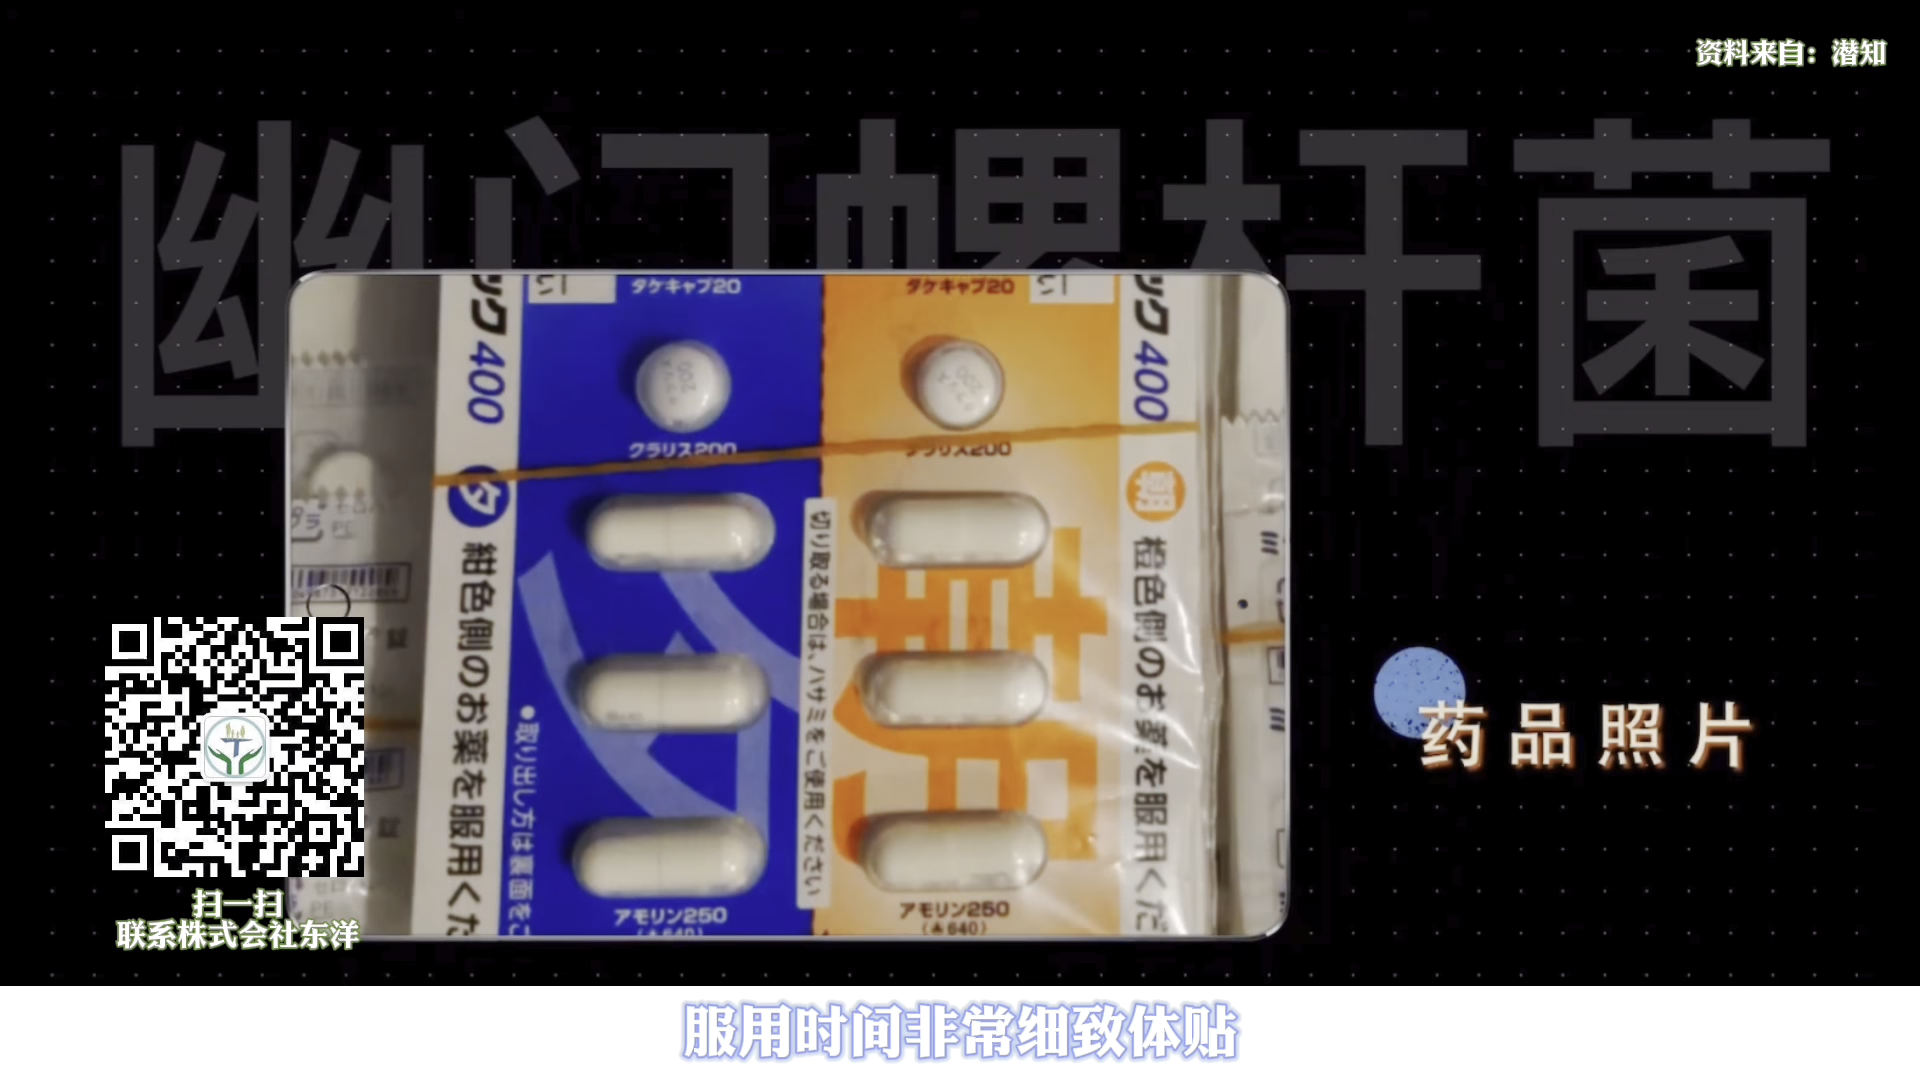 资料来自：潜知
幽门螺杆菌
タケキャブ20
タケキャブ20
ック400
ック400
クラリス200
クラリス200
夕
朝
紺色側のお薬を服用くだ
橙色側のお薬を服用くだ
夕
朝
切り取る場合は、ハサミをご使用ください
●取り出し方は裏面をご
アモリン250
アモリン250
(640)
药品照片
扫一扫
联系株式会社东洋
服用时间非常细致体贴